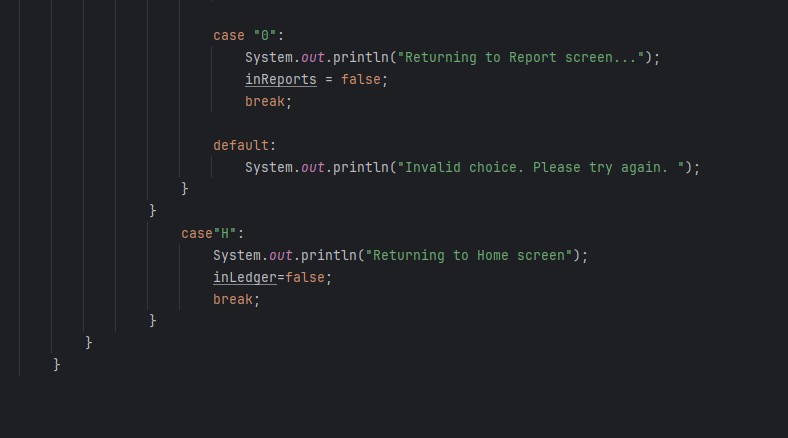 case "0":
System.out.println("Returning to Report screen...");
inReports = false;
break;
default:
System.out.println("Invalid choice. Please try again. ");
}
}
case"H":
System.out.println("Returning to Home screen");
inLedger=false;
break;
}
}
}